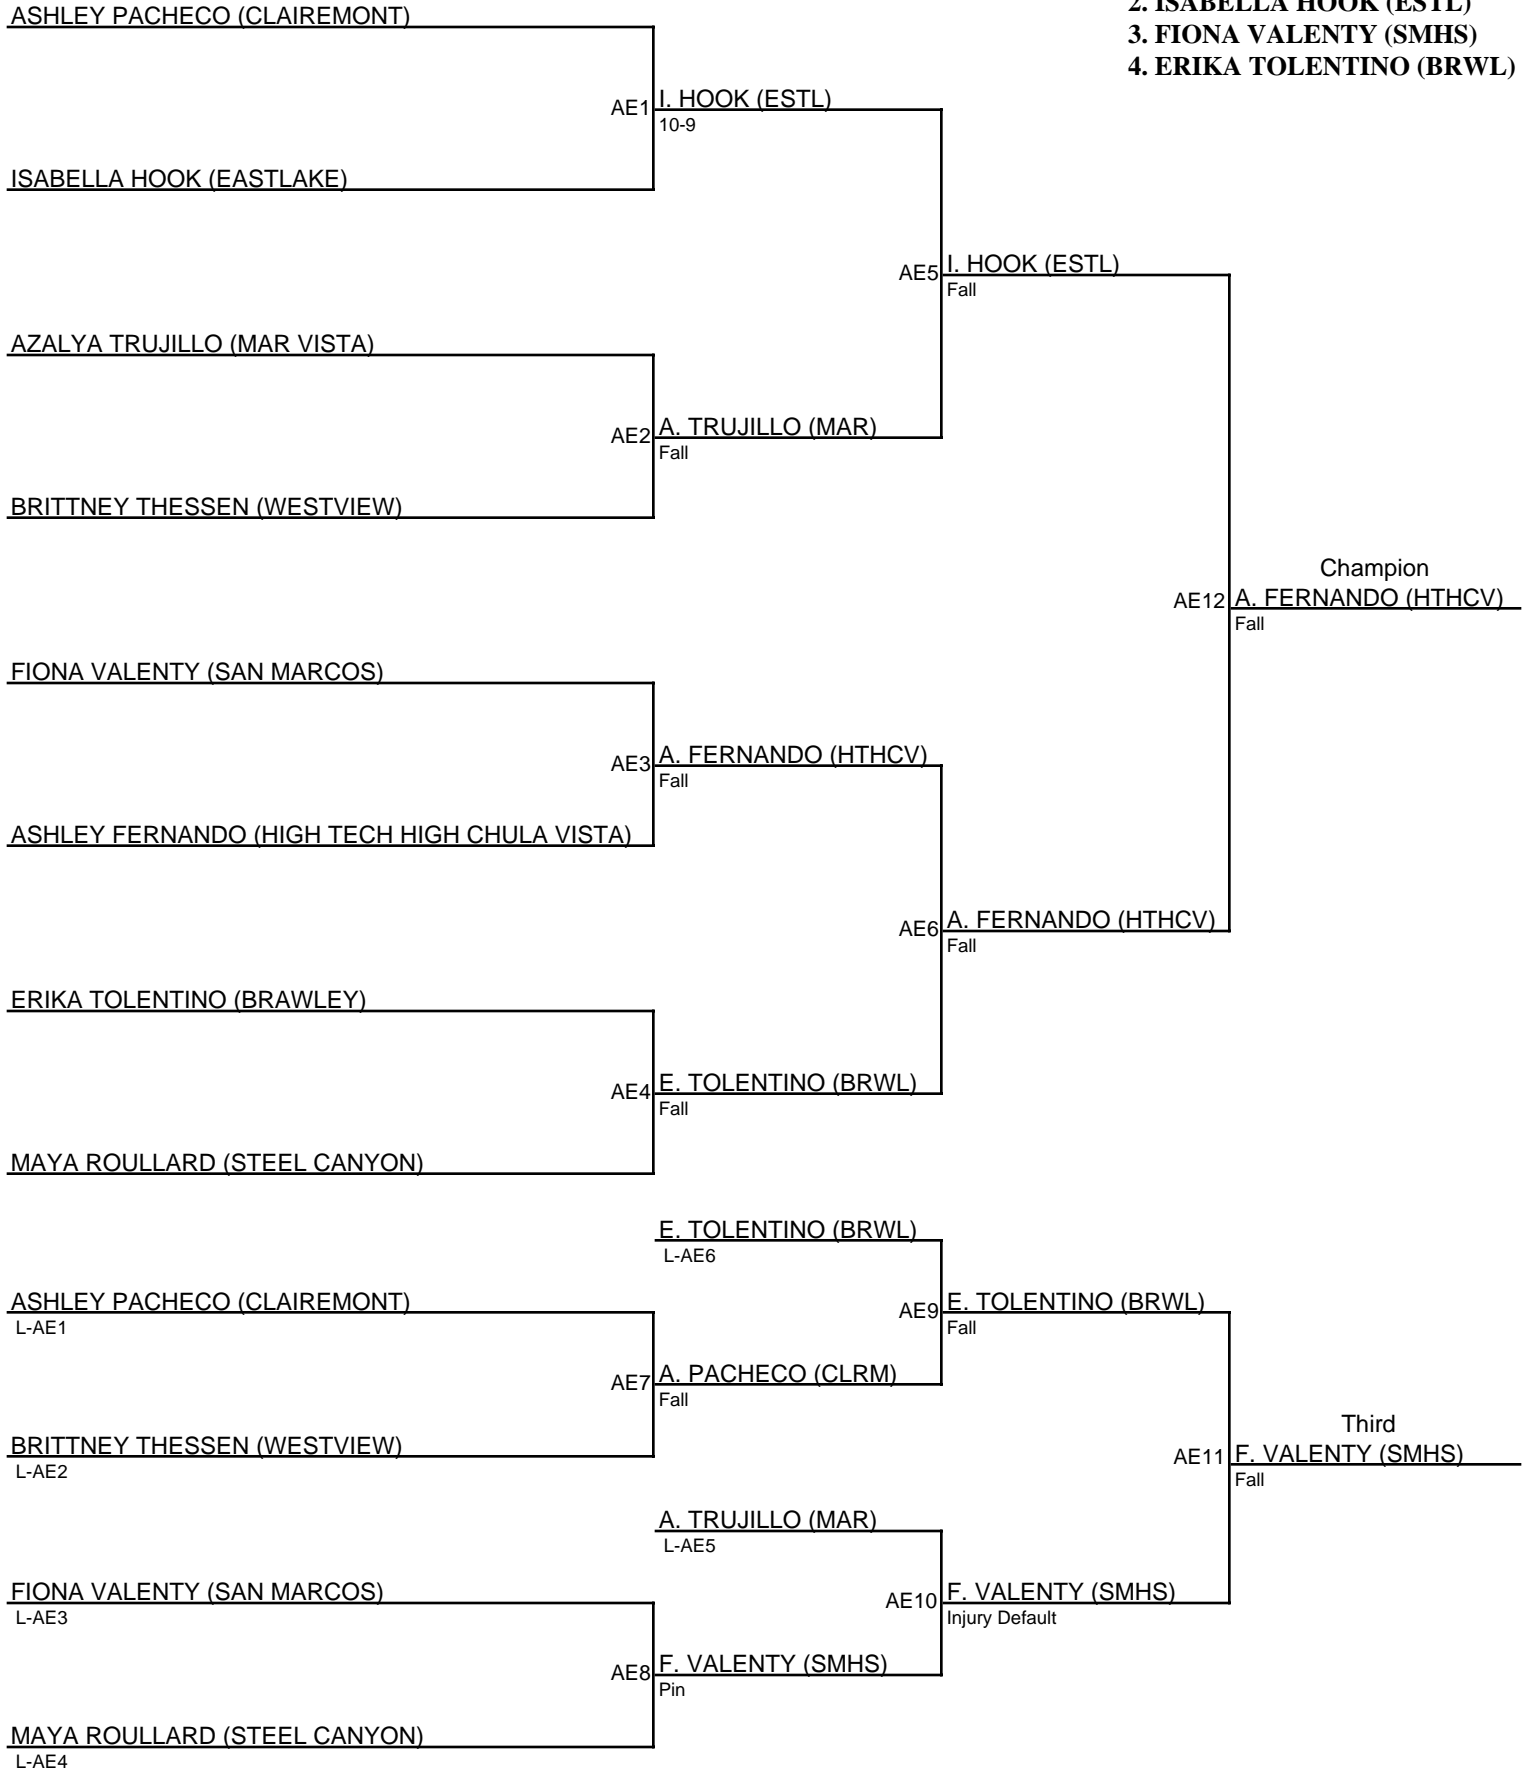 ASHLEY PACHECO (CLAIREMONT)
2. ISABELLA HOOK (ESTL)
3. FIONA VALENTY (SMHS)
4. ERIKA TOLENTINO (BRWL)
AE1 I. HOOK (ESTL)
10-9
ISABELLA HOOK (EASTLAKE)
AE5 I. HOOK (ESTL)
Fall
AZALYA TRUJILLO (MAR VISTA)
AE2 A. TRUJILLO (MAR)
Fall
BRITTNEY THESSEN (WESTVIEW)
Champion
AE12 A. FERNANDO (HTHCV)
Fall
FIONA VALENTY (SAN MARCOS)
AE3 A. FERNANDO (HTHCV)
Fall
ASHLEY FERNANDO (HIGH TECH HIGH CHULA VISTA)
AE6 A. FERNANDO (HTHCV)
Fall
ERIKA TOLENTINO (BRAWLEY)
AE4 E. TOLENTINO (BRWL)
Fall
MAYA ROULLARD (STEEL CANYON)
E. TOLENTINO (BRWL)
L-AE6
ASHLEY PACHECO (CLAIREMONT)
L-AE1
AE9 E. TOLENTINO (BRWL)
Fall
AE7 A. PACHECO (CLRM)
Fall
BRITTNEY THESSEN (WESTVIEW)
L-AE2
Third
AE11 F. VALENTY (SMHS)
Fall
A. TRUJILLO (MAR)
L-AE5
FIONA VALENTY (SAN MARCOS)
L-AE3
AE10 F. VALENTY (SMHS)
Injury Default
AE8 F. VALENTY (SMHS)
Pin
MAYA ROULLARD (STEEL CANYON)
L-AE4